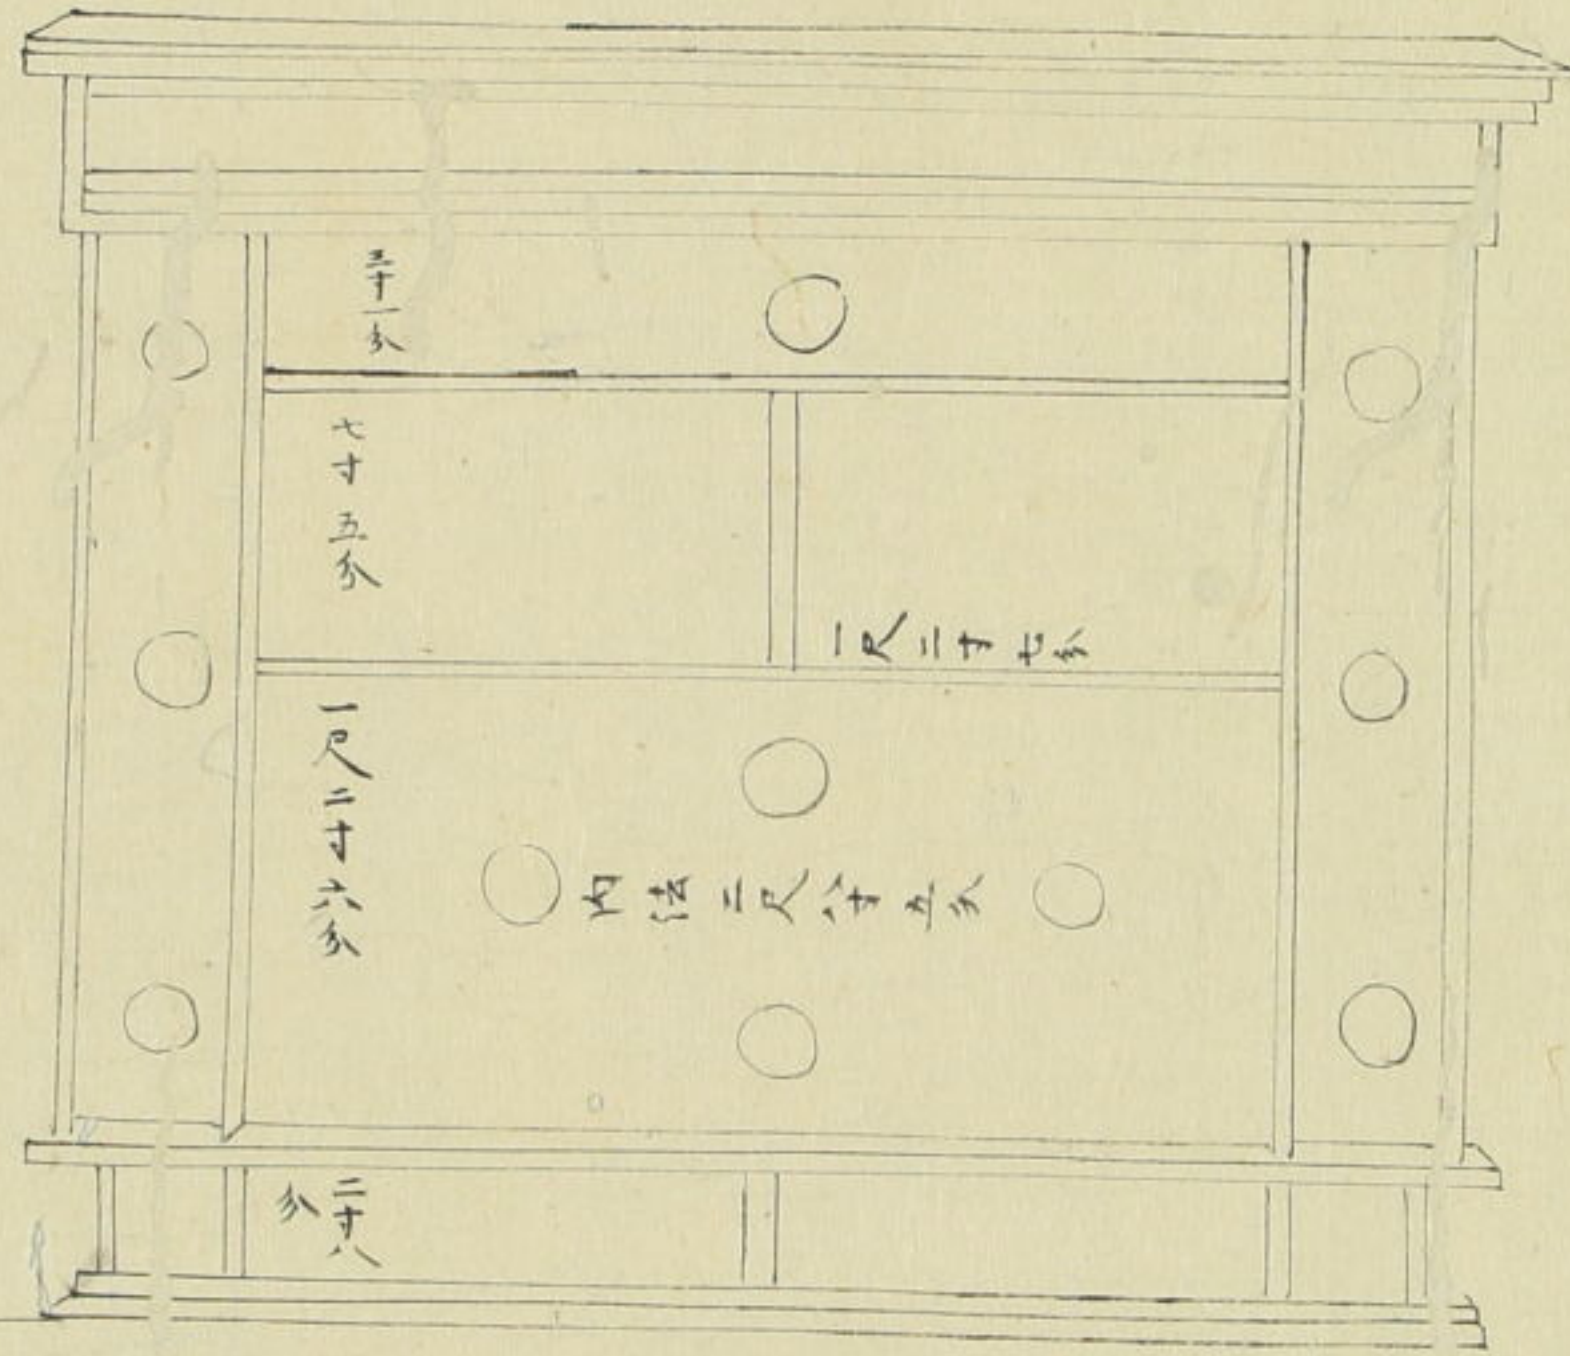 三寸一分
七寸五分
一尺二寸七分
一尺二寸六分
内法二尺八寸五分
二寸八
分